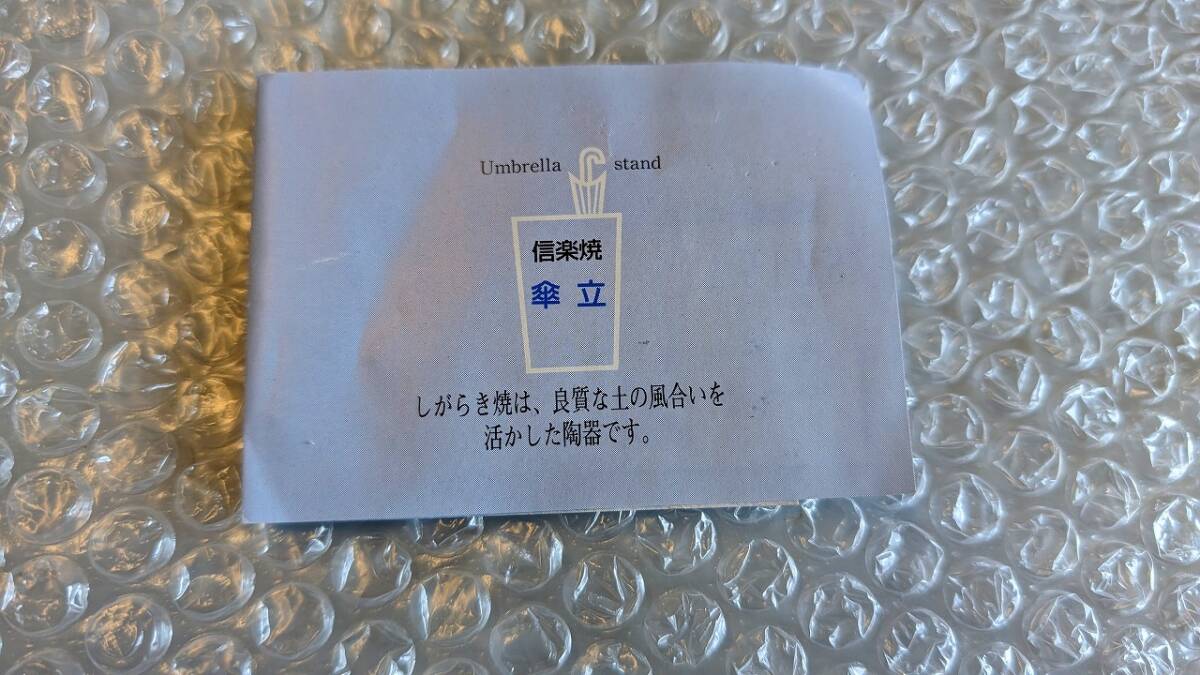 Umbrella stand
信楽焼
傘立
しがらき焼は、良質な土の風合いを
活かした陶器です。